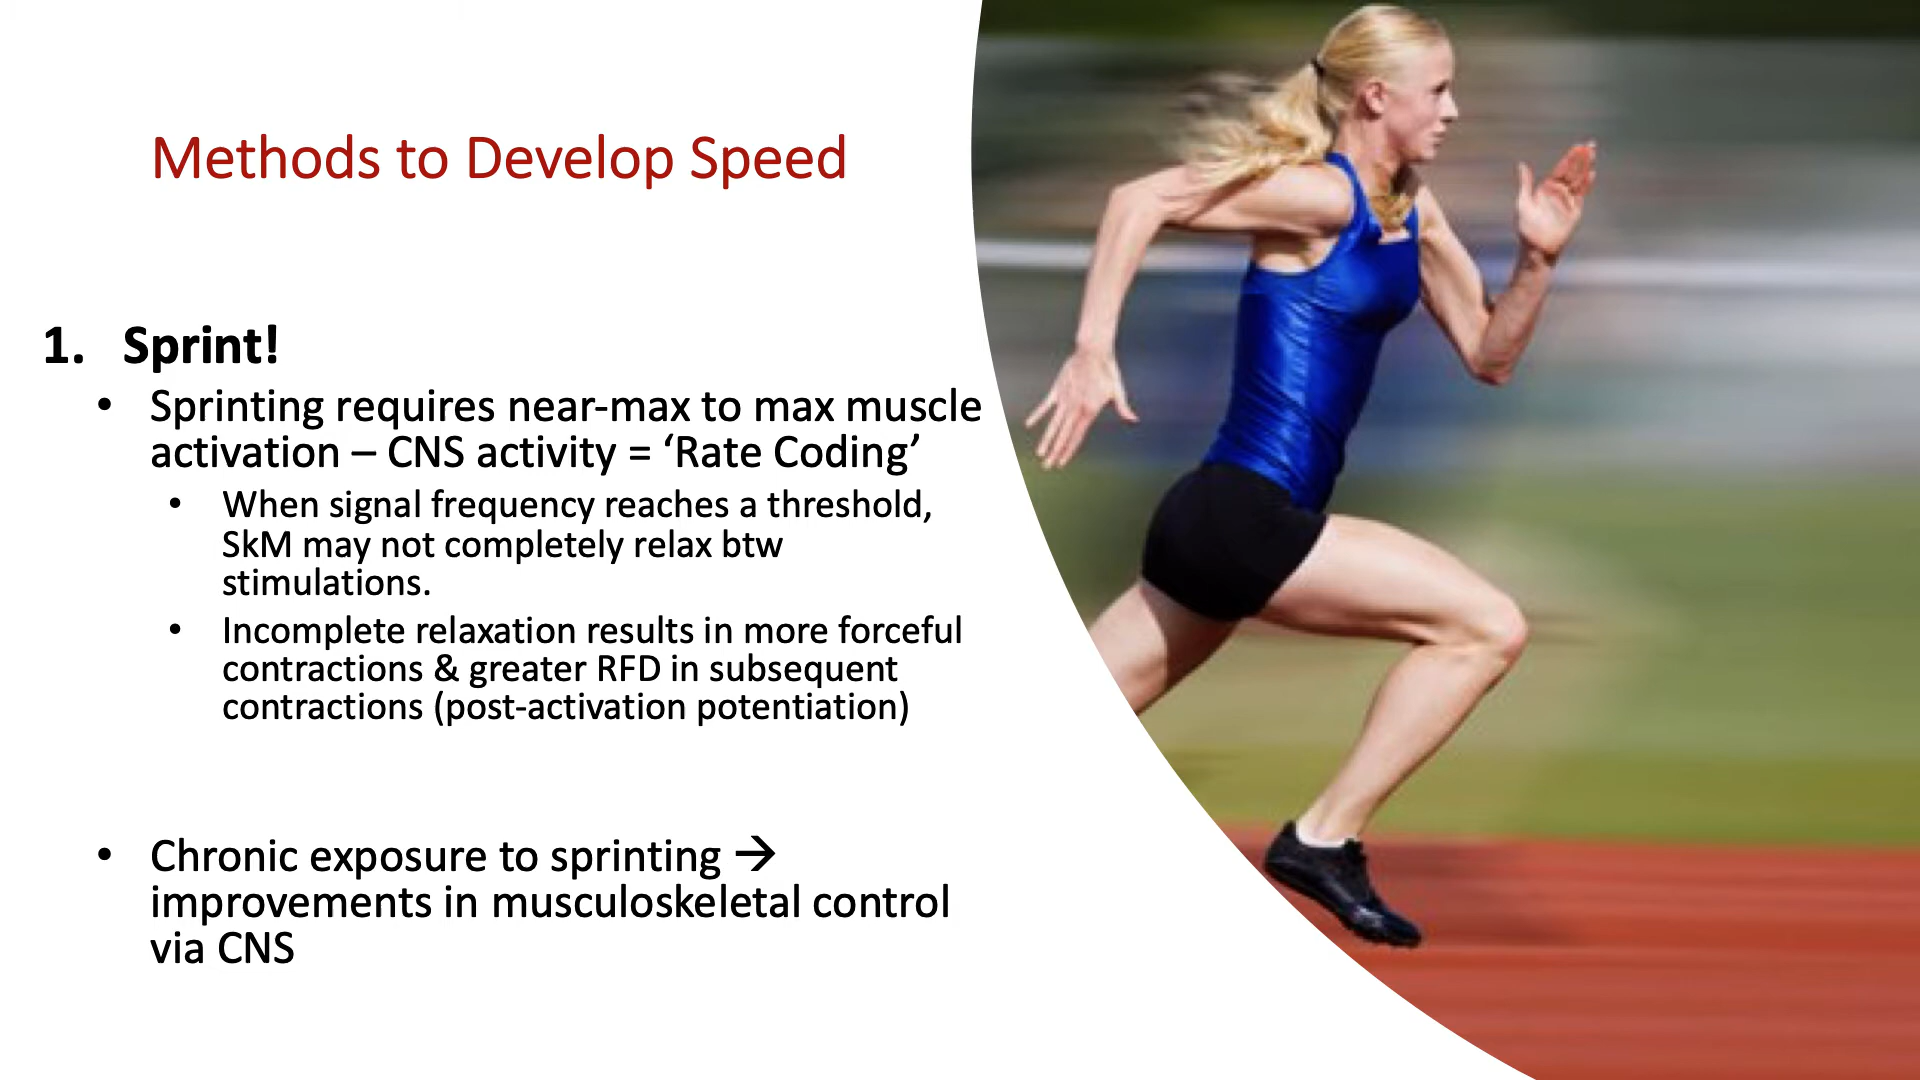 Methods to Develop Speed
1. Sprint!
• Sprinting requires near-max to max muscle
activation – CNS activity = ‘Rate Coding’
• When signal frequency reaches a threshold,
SkM may not completely relax btw
stimulations.
• Incomplete relaxation results in more forceful
contractions & greater RFD in subsequent
contractions (post-activation potentiation)
• Chronic exposure to sprinting →
improvements in musculoskeletal control
via CNS